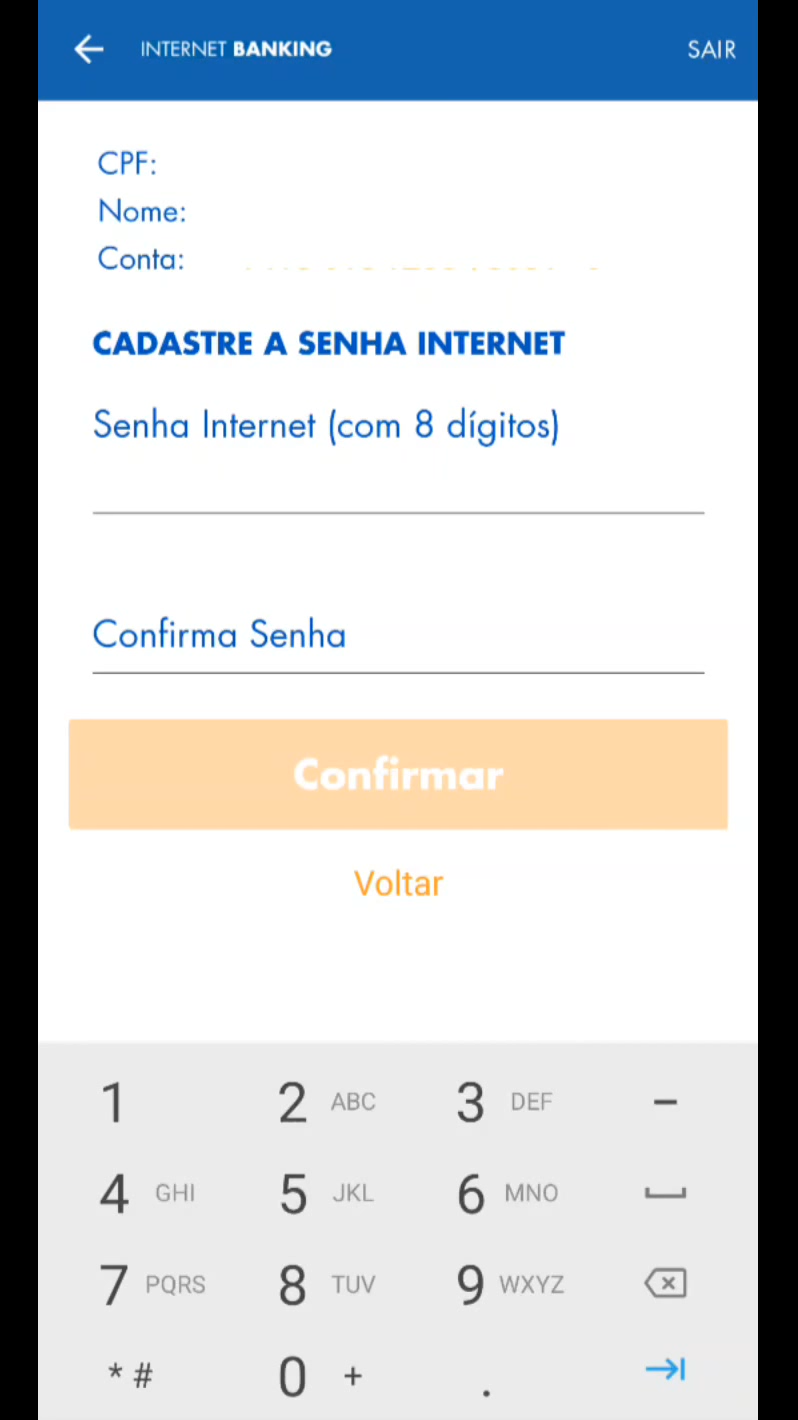 INTERNET BANKING
SAIR
CPF:
Nome:
Conta:
CADASTRE A SENHA INTERNET
Senha Internet (com 8 dígitos)
Confirma Senha
Confirmar
Voltar
1 2 ABC 3 DEF -
4 GHI 5 JKL 6 MNO
7 PQRS 8 TUV 9 WXYZ
* # 0 + .